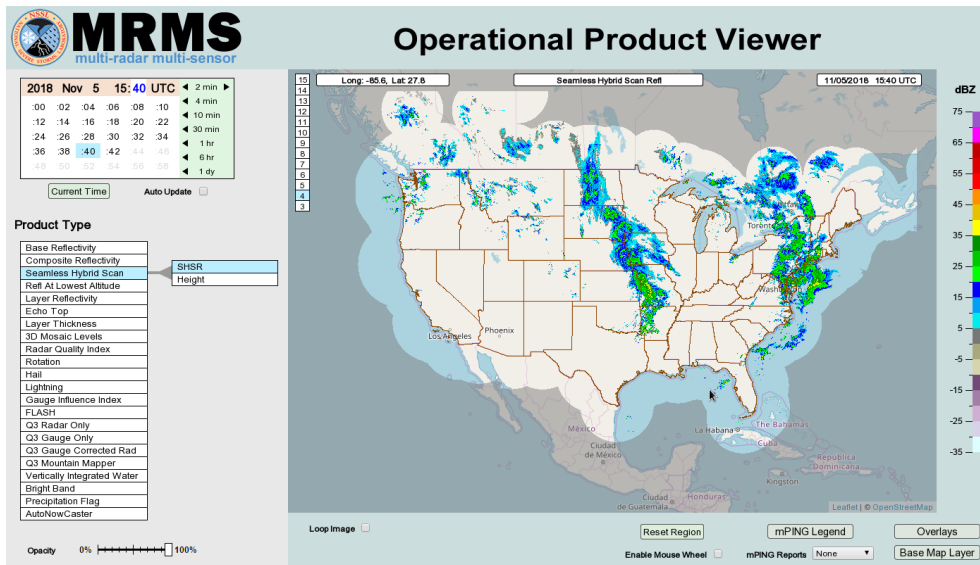 MRMS
multi-radar multi-sensor
Operational Product Viewer
2018 Nov 5 15:40 UTC
2 min
:00 :02 :04 :06 :08 :10
4 min
:12 :14 :16 :18 :20 :22
10 min
:24 :26 :28 :30 :32 :34
30 min
:36 :38 :40 :42 :44 :46
1 hr
:48 :50 :52 :54 :56 :58
6 hr
1 dy
Current Time
Auto Update
Product Type
Base Reflectivity
Composite Reflectivity
Seamless Hybrid Scan
Refl At Lowest Altitude
Layer Reflectivity
Echo Top
Layer Thickness
3D Mosaic Levels
Radar Quality Index
Rotation
Hail
Lightning
Gauge Influence Index
FLASH
Q3 Radar Only
Q3 Gauge Only
Q3 Gauge Corrected Rad
Q3 Mountain Mapper
Vertically Integrated Water
Bright Band
Precipitation Flag
AutoNowCaster
SHSR
Height
Opacity 0% 100%
15
14
13
12
11
10
9
8
7
6
5
4
3
Long: -85.6, Lat: 27.8
Seamless Hybrid Scan Refl
11/05/2018 15:40 UTC
Toront
Washin
Los Angeles
Phoenix
México
Ciudad
de México
La Habana
The Bahamas
Cuba
Kingston
República
Dominicana
Ciudad
de Guatemala
Honduras
Leaflet | © OpenStreetMap
dBZ
75
65
55
45
35
25
15
5
-5
-15
-25
-35
Loop Image
Reset Region
mPING Legend
Overlays
Enable Mouse Wheel
mPING Reports None
Base Map Layer